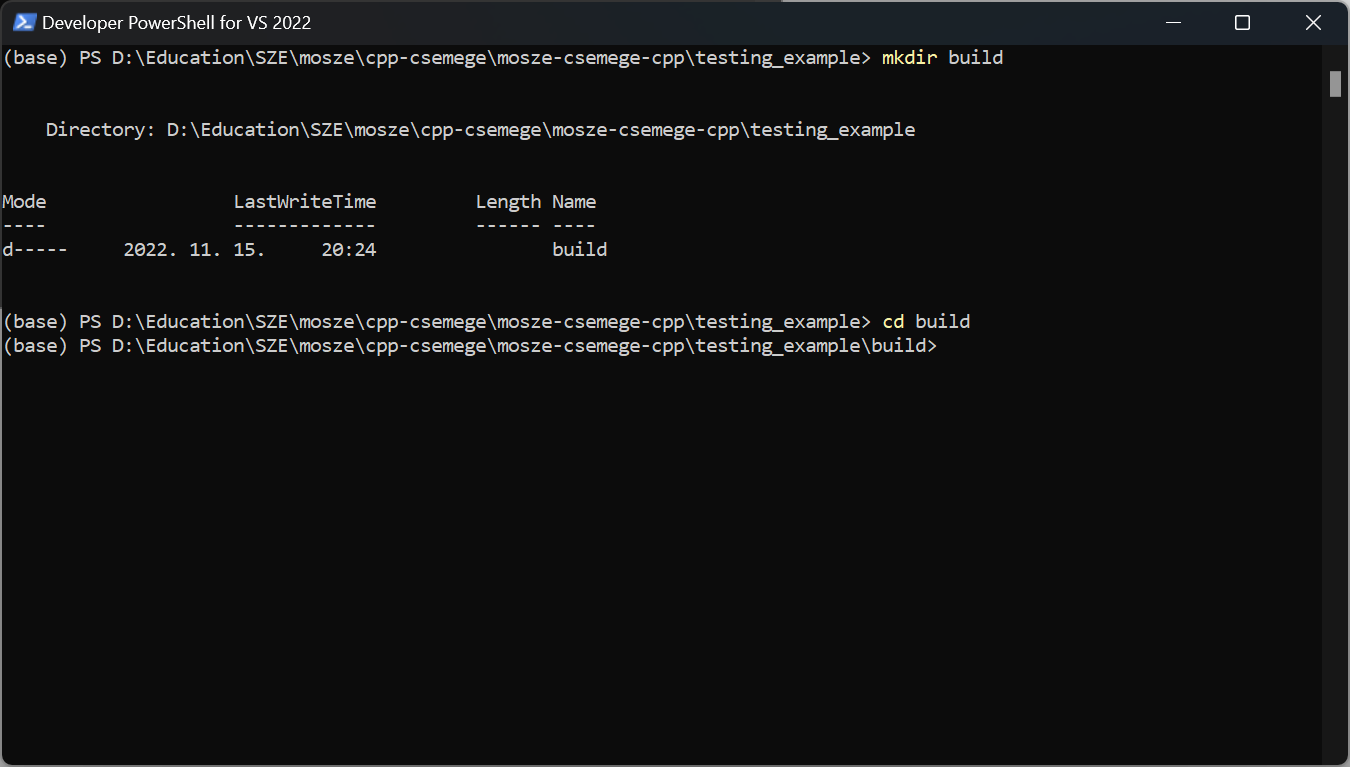 Developer PowerShell for VS 2022
(base) PS D:\Education\SZE\mosze\cpp-csemege\mosze-csemege-cpp\testing_example> mkdir build
Directory: D:\Education\SZE\mosze\cpp-csemege\mosze-csemege-cpp\testing_example
Mode                 LastWriteTime         Length Name
----                 -------------         ------ ----
d-----     2022. 11. 15.     20:24                build
(base) PS D:\Education\SZE\mosze\cpp-csemege\mosze-csemege-cpp\testing_example> cd build
(base) PS D:\Education\SZE\mosze\cpp-csemege\mosze-csemege-cpp\testing_example\build>